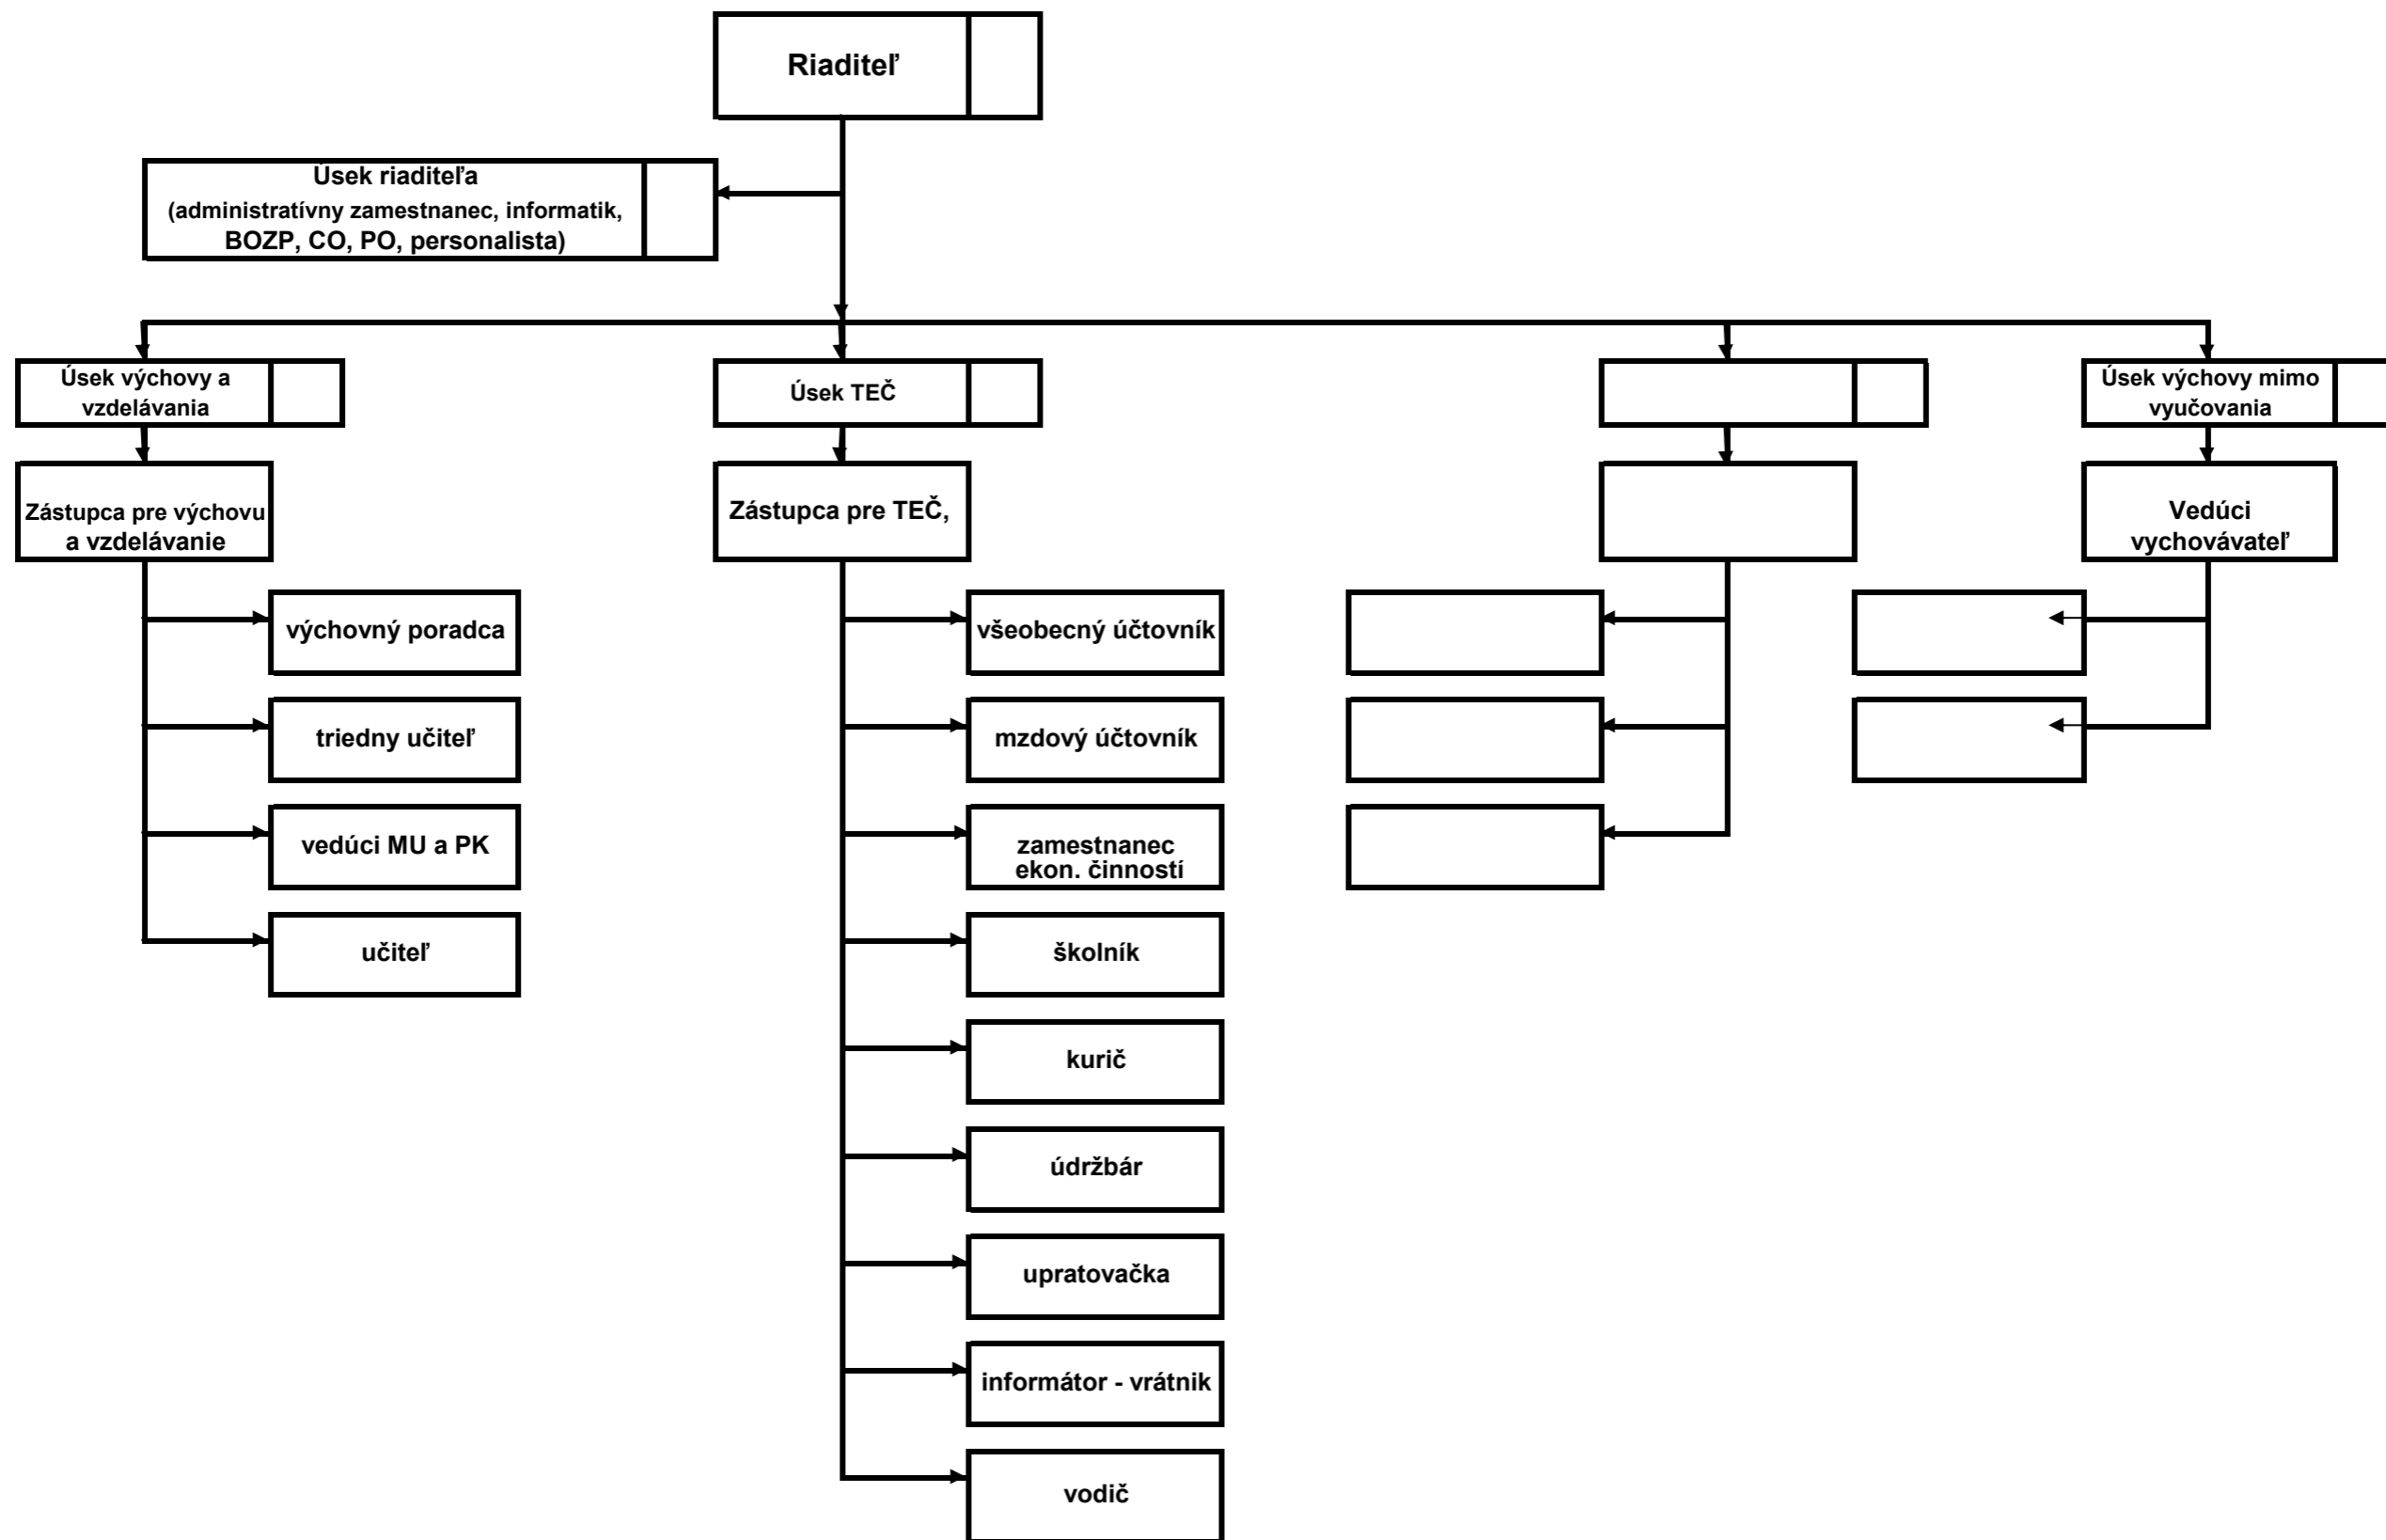 Riaditeľ
Úsek riaditeľa
(administratívny zamestnanec, informatik,
BOZP, CO, PO, personalista)
Úsek výchovy a
vzdelávania
Úsek TEČ
Úsek výchovy mimo
vyučovania
Zástupca pre výchovu
a vzdelávanie
Zástupca pre TEČ,
Vedúci
vychovávateľ
výchovný poradca
triedny učiteľ
vedúci MU a PK
učiteľ
všeobecný účtovník
mzdový účtovník
zamestnanec
ekon. činností
školník
kurič
údržbár
upratovačka
informátor - vrátnik
vodič